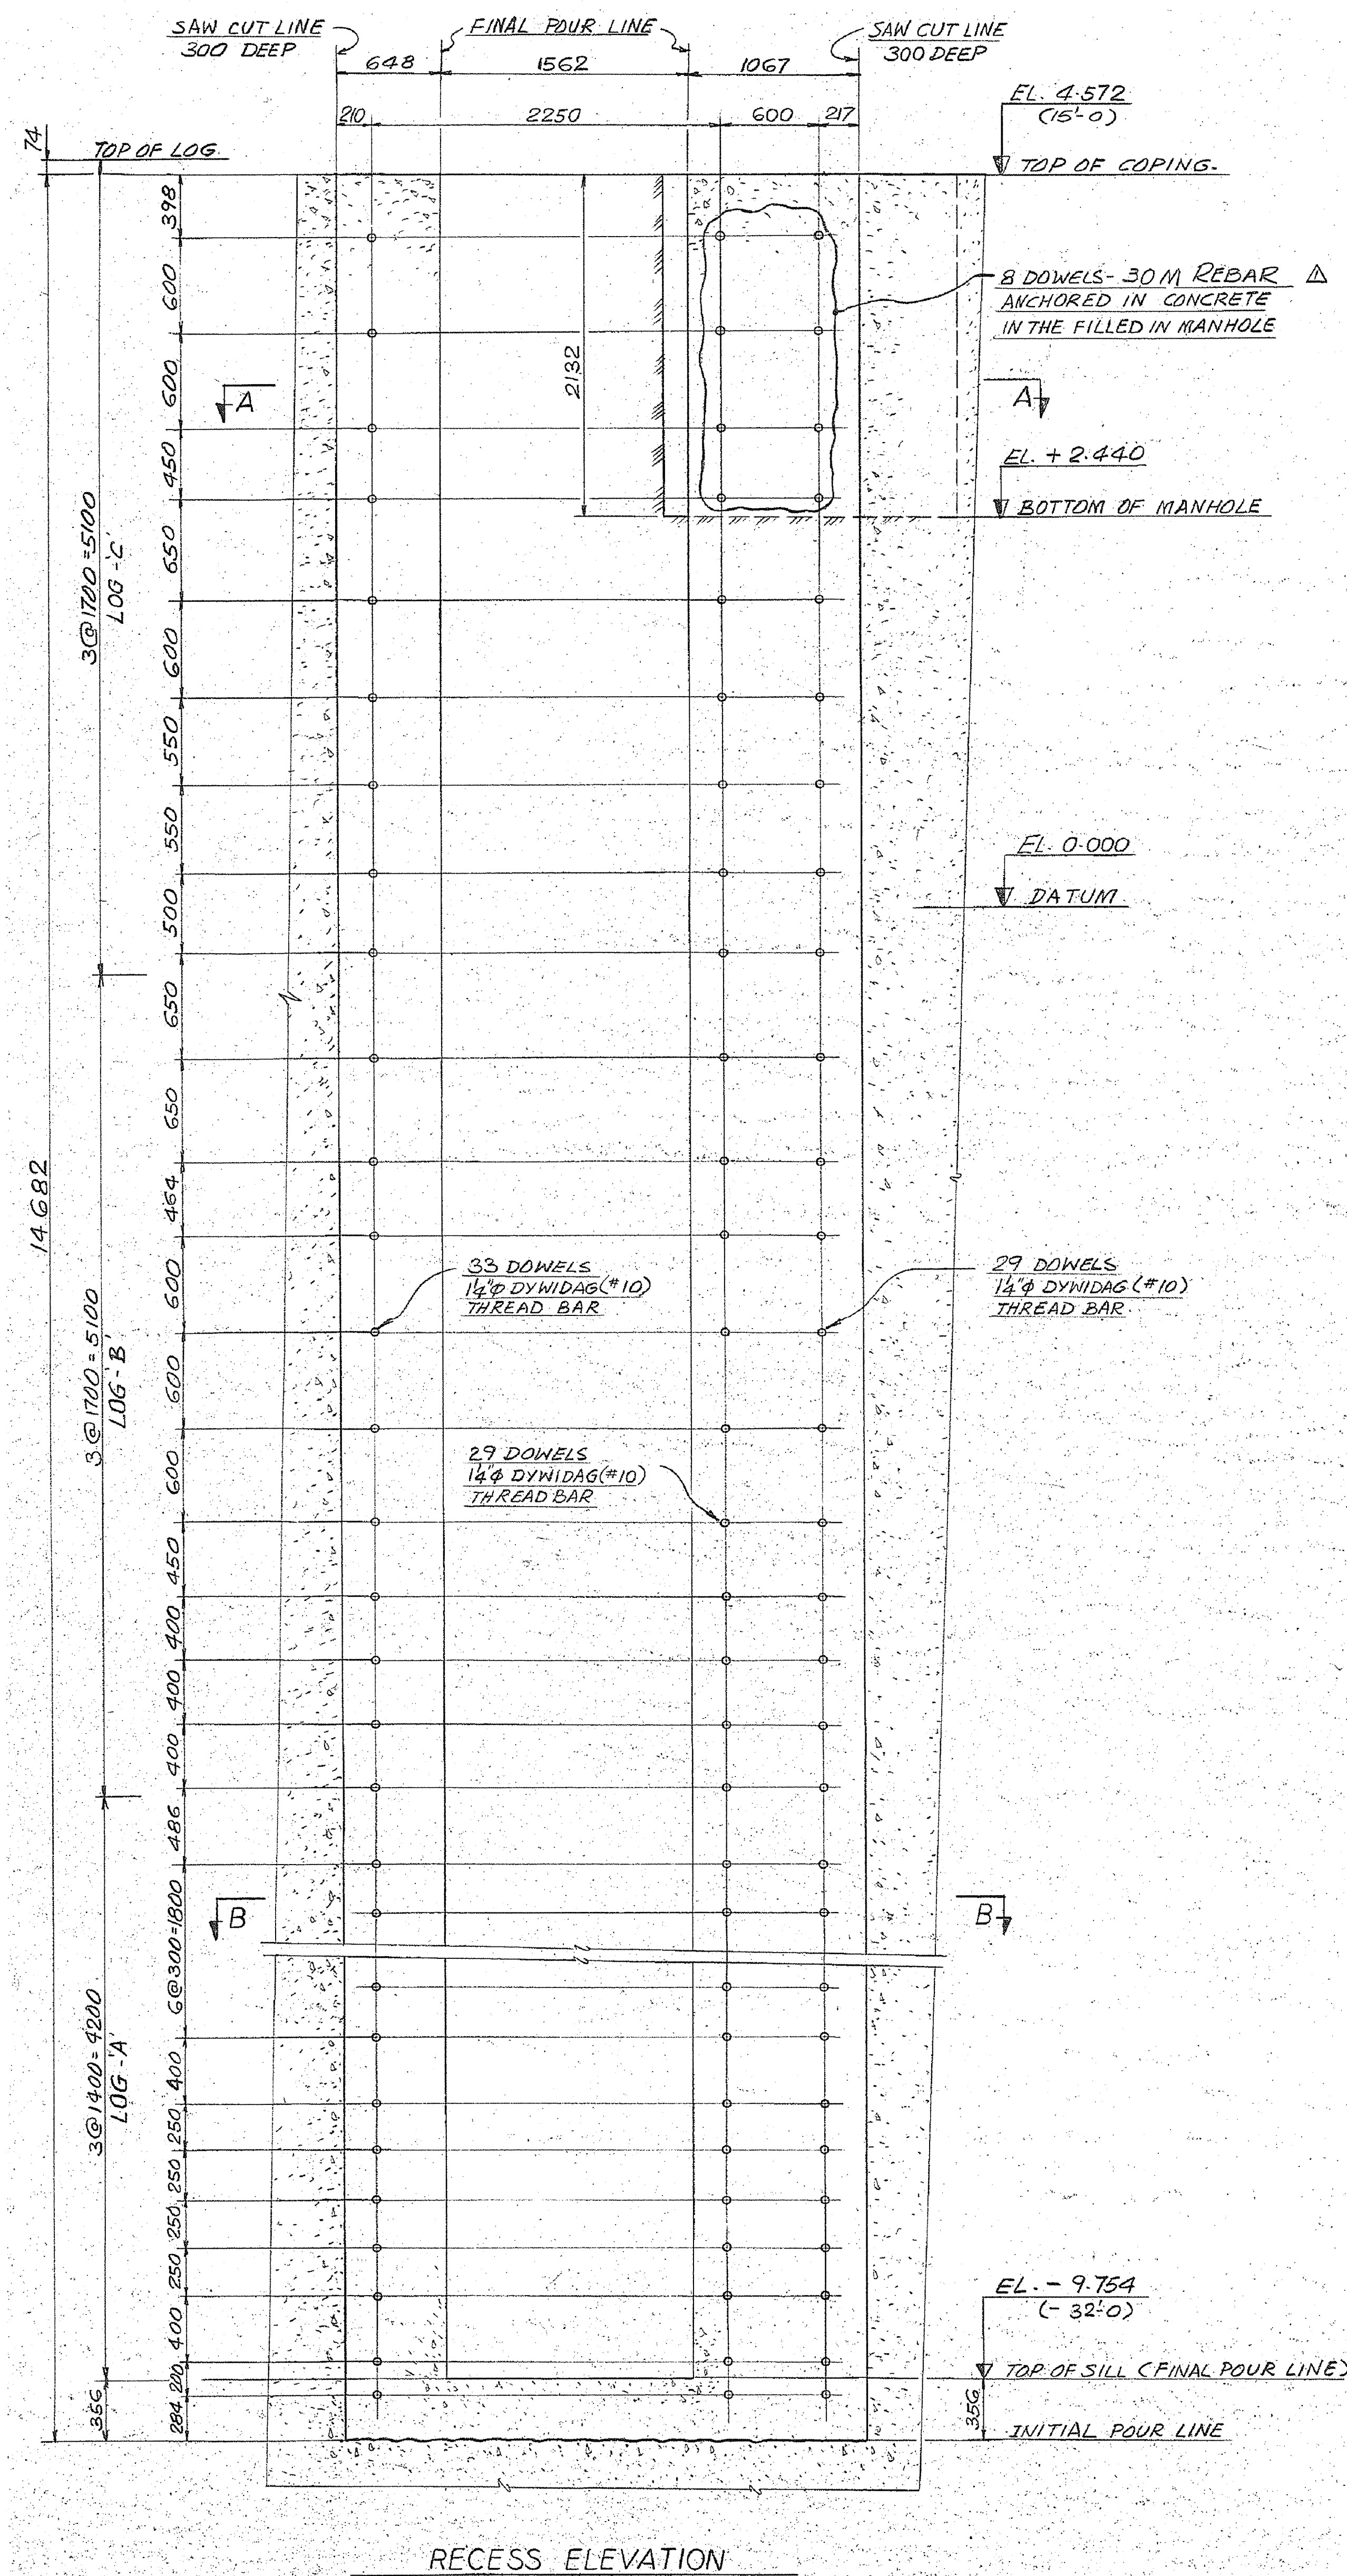 SAW CUT LINE
300 DEEP
FINAL POUR LINE
SAW CUT LINE
300 DEEP
648
1562
1067
210
2250
600
217
EL. 4.572
(15'-0)
TOP OF COPING.
74
TOP OF LOG.
398
600
600
450
650
600
550
550
500
650
650
464
600
600
600
450
400
400
400
486
6@300=1800
400
250
250
250
250
400
200
284
2132
8 DOWELS - 30 M REBAR
ANCHORED IN CONCRETE
IN THE FILLED IN MANHOLE
A
A
EL. + 2.440
BOTTOM OF MANHOLE
3@1700=5100
LOG-'C'
EL. 0.000
DATUM
14682
33 DOWELS
1¼"φ DYWIDAG (#10)
THREAD BAR
29 DOWELS
1¼"φ DYWIDAG (#10)
THREAD BAR.
3@1700=5100
LOG-'B'
29 DOWELS
1¼"φ DYWIDAG (#10)
THREAD BAR
B
B
3@1400=4200
LOG-'A'
EL. - 9.754
(- 32'-0)
TOP OF SILL (FINAL POUR LINE)
356
356
INITIAL POUR LINE
RECESS ELEVATION